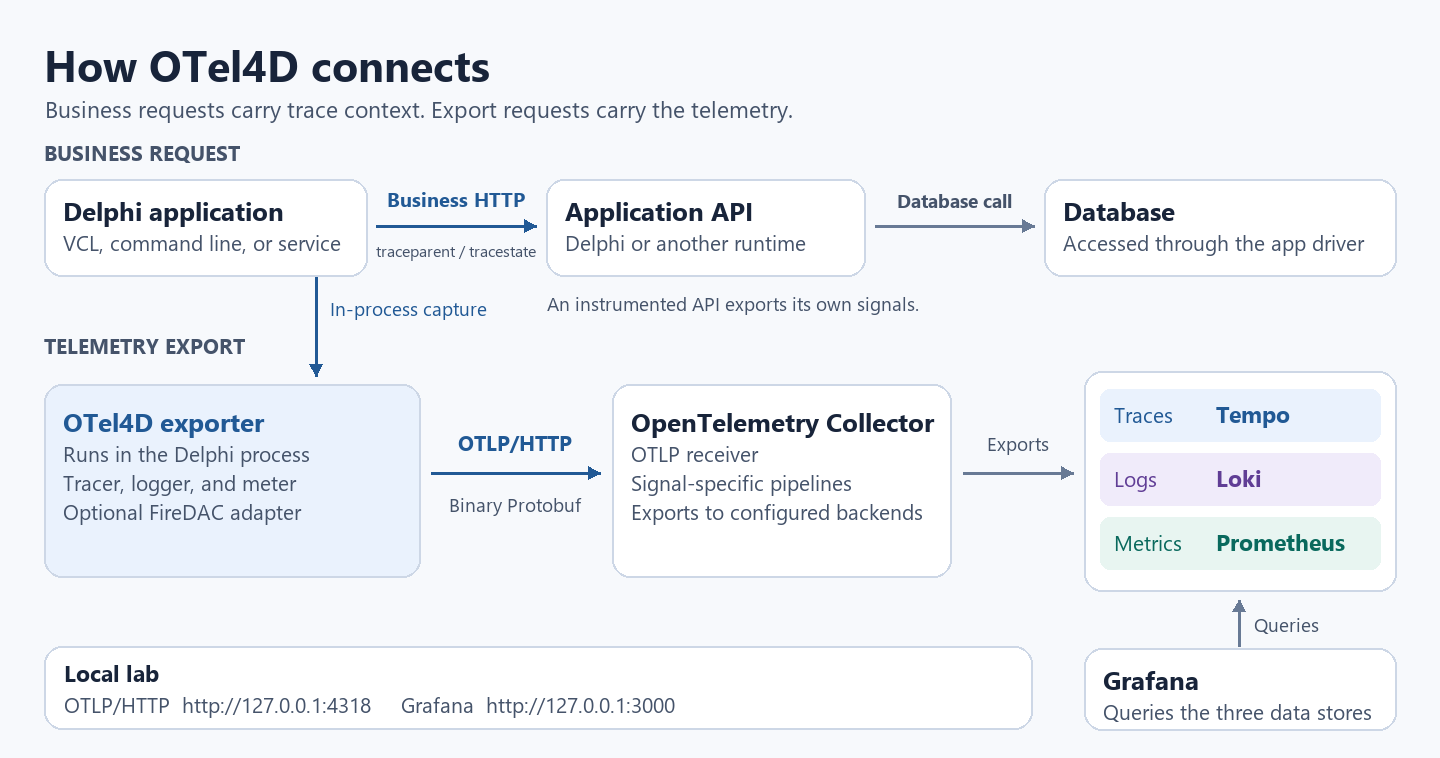 How OTel4D connects
Business requests carry trace context. Export requests carry the telemetry.
BUSINESS REQUEST
Delphi application
VCL, command line, or service
Business HTTP
traceparent / tracestate
Application API
Delphi or another runtime
Database call
Database
Accessed through the app driver
In-process capture
An instrumented API exports its own signals.
TELEMETRY EXPORT
OTel4D exporter
Runs in the Delphi process
Tracer, logger, and meter
Optional FireDAC adapter
OTLP/HTTP
Binary Protobuf
OpenTelemetry Collector
OTLP receiver
Signal-specific pipelines
Exports to configured backends
Exports
Traces Tempo
Logs Loki
Metrics Prometheus
Queries
Local lab
OTLP/HTTP http://127.0.0.1:4318 Grafana http://127.0.0.1:3000
Grafana
Queries the three data stores